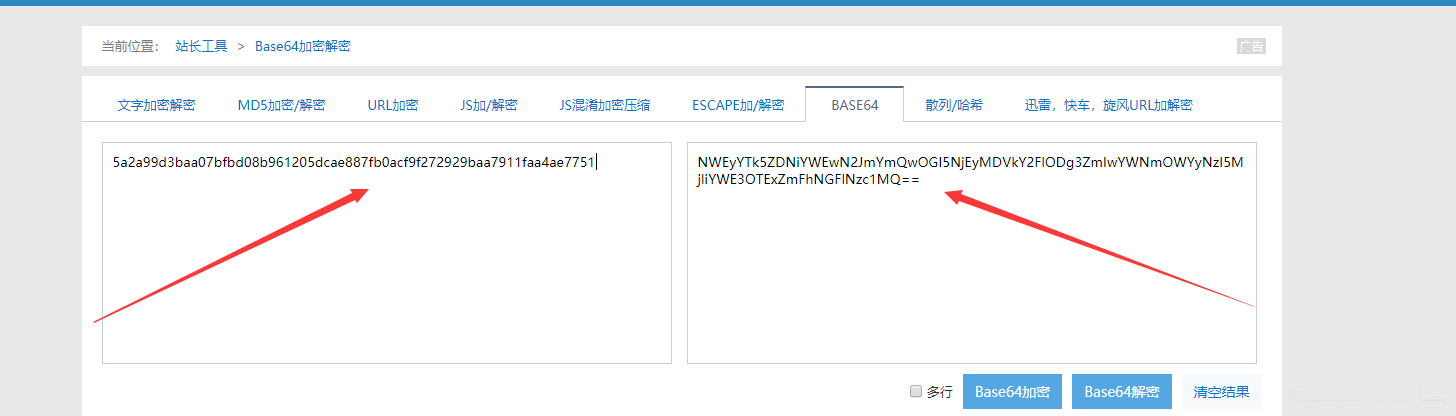 当前位置： 站长工具 > Base64加密解密
广告
文字加密解密 MD5加密/解密 URL加密 JS加/解密 JS混淆加密压缩 ESCAPE加/解密 BASE64 散列/哈希 迅雷，快车，旋风URL加解密
5a2a99d3baa07bfbd08b961205dcae887fb0acf9f272929baa7911faa4ae7751
NWEyYTk5ZDNiYWEwN2JmYmQwOGI5NjEyMDVkY2FlODg3ZmIwYWNmOWYyNzI5M
jliYWE3OTExZmFhNGFlNzc1MQ==
多行 Base64加密 Base64解密 清空结果